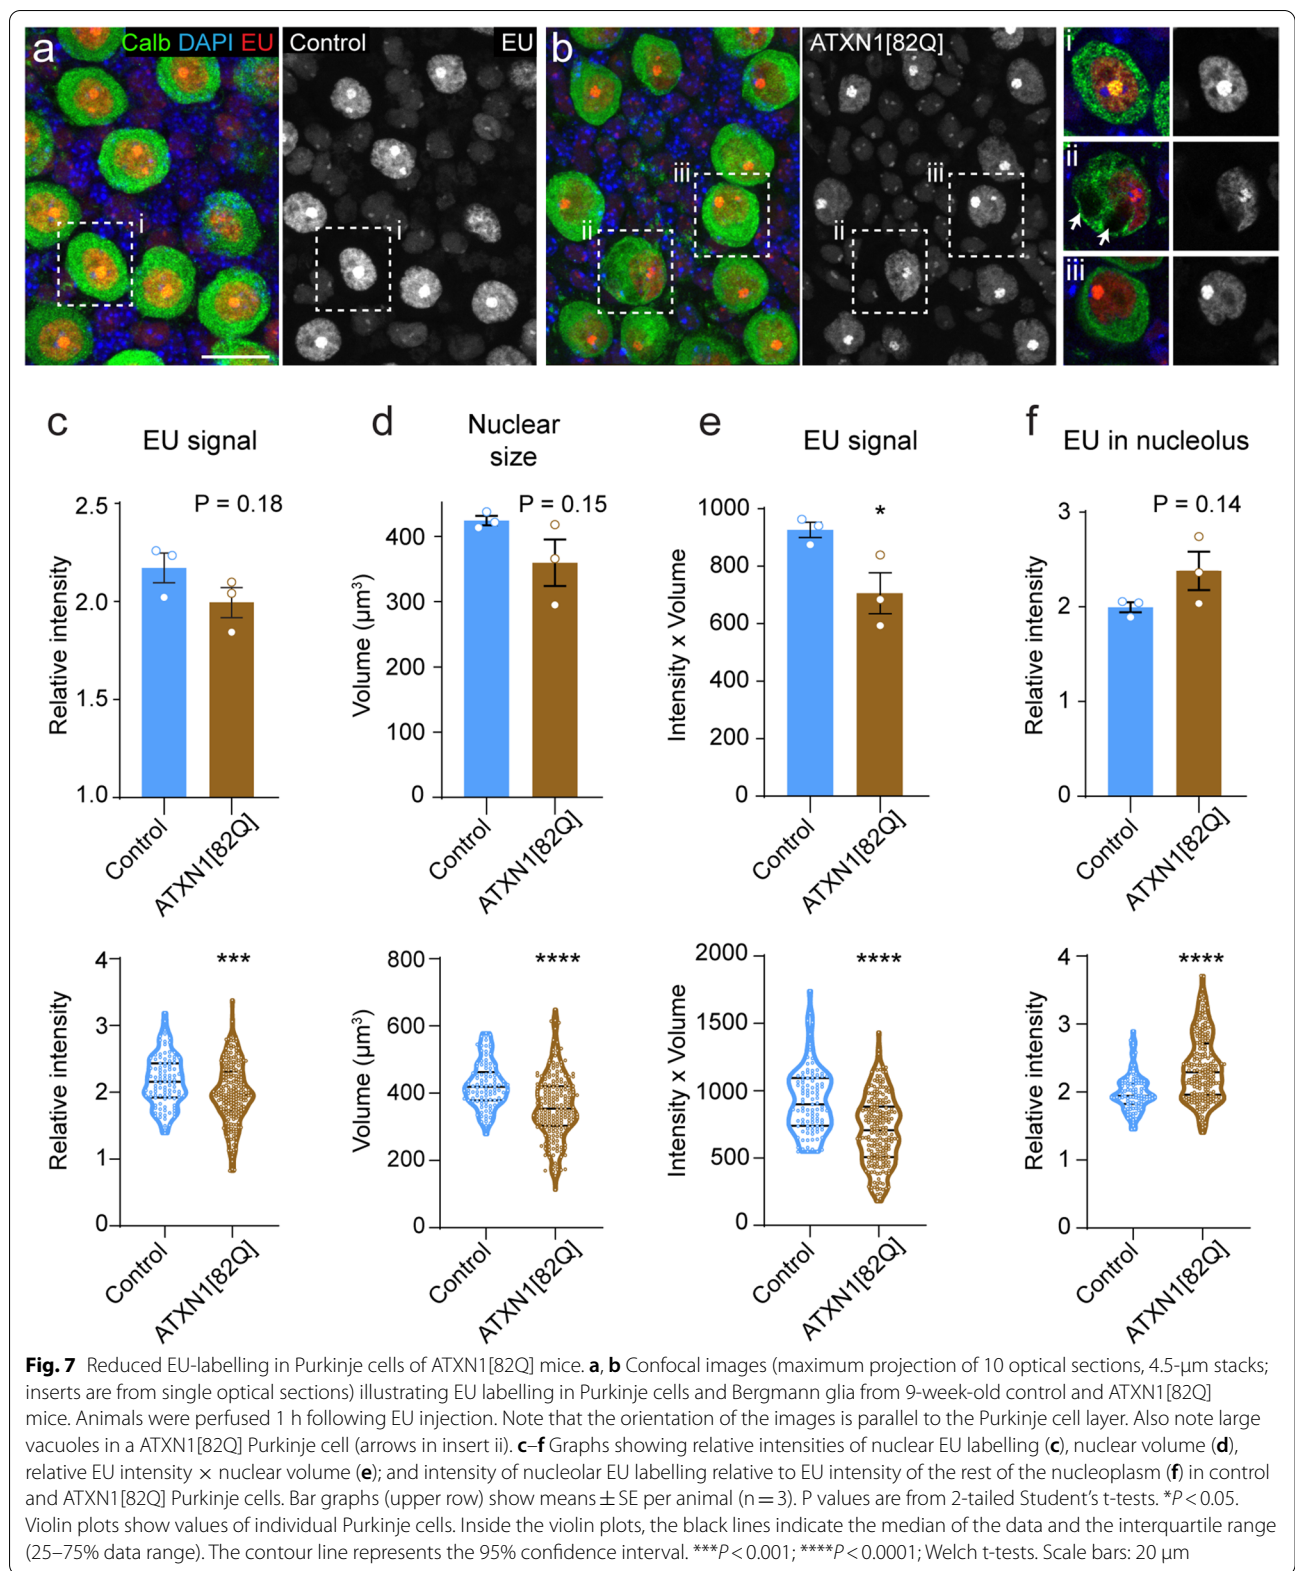 a Calb DAPI EU Control EU b ATXN1[82Q] i
i
i
ii
iii
ii
iii
ii
iii
c EU signal
d Nuclear size
e EU signal
f EU in nucleolus
Relative intensity
2.5
2.0
1.5
1.0
P = 0.18
Control
ATXN1[82Q]
Volume (µm³)
400
300
200
100
0
P = 0.15
Control
ATXN1[82Q]
Intensity x Volume
1000
800
600
400
200
0
*
Control
ATXN1[82Q]
Relative intensity
3
2
1
0
P = 0.14
Control
ATXN1[82Q]
Relative intensity
4
3
2
1
0
***
Control
ATXN1[82Q]
Volume (µm³)
800
600
400
200
0
****
Control
ATXN1[82Q]
Intensity x Volume
2000
1500
1000
500
0
****
Control
ATXN1[82Q]
Relative intensity
4
3
2
1
0
****
Control
ATXN1[82Q]
Fig. 7 Reduced EU-labelling in Purkinje cells of ATXN1[82Q] mice. a, b Confocal images (maximum projection of 10 optical sections, 4.5-µm stacks;
inserts are from single optical sections) illustrating EU labelling in Purkinje cells and Bergmann glia from 9-week-old control and ATXN1[82Q]
mice. Animals were perfused 1 h following EU injection. Note that the orientation of the images is parallel to the Purkinje cell layer. Also note large
vacuoles in a ATXN1[82Q] Purkinje cell (arrows in insert ii). c–f Graphs showing relative intensities of nuclear EU labelling (c), nuclear volume (d),
relative EU intensity × nuclear volume (e); and intensity of nucleolar EU labelling relative to EU intensity of the rest of the nucleoplasm (f) in control
and ATXN1[82Q] Purkinje cells. Bar graphs (upper row) show means ± SE per animal (n = 3). P values are from 2-tailed Student's t-tests. *P < 0.05.
Violin plots show values of individual Purkinje cells. Inside the violin plots, the black lines indicate the median of the data and the interquartile range
(25–75% data range). The contour line represents the 95% confidence interval. ***P < 0.001; ****P < 0.0001; Welch t-tests. Scale bars: 20 µm